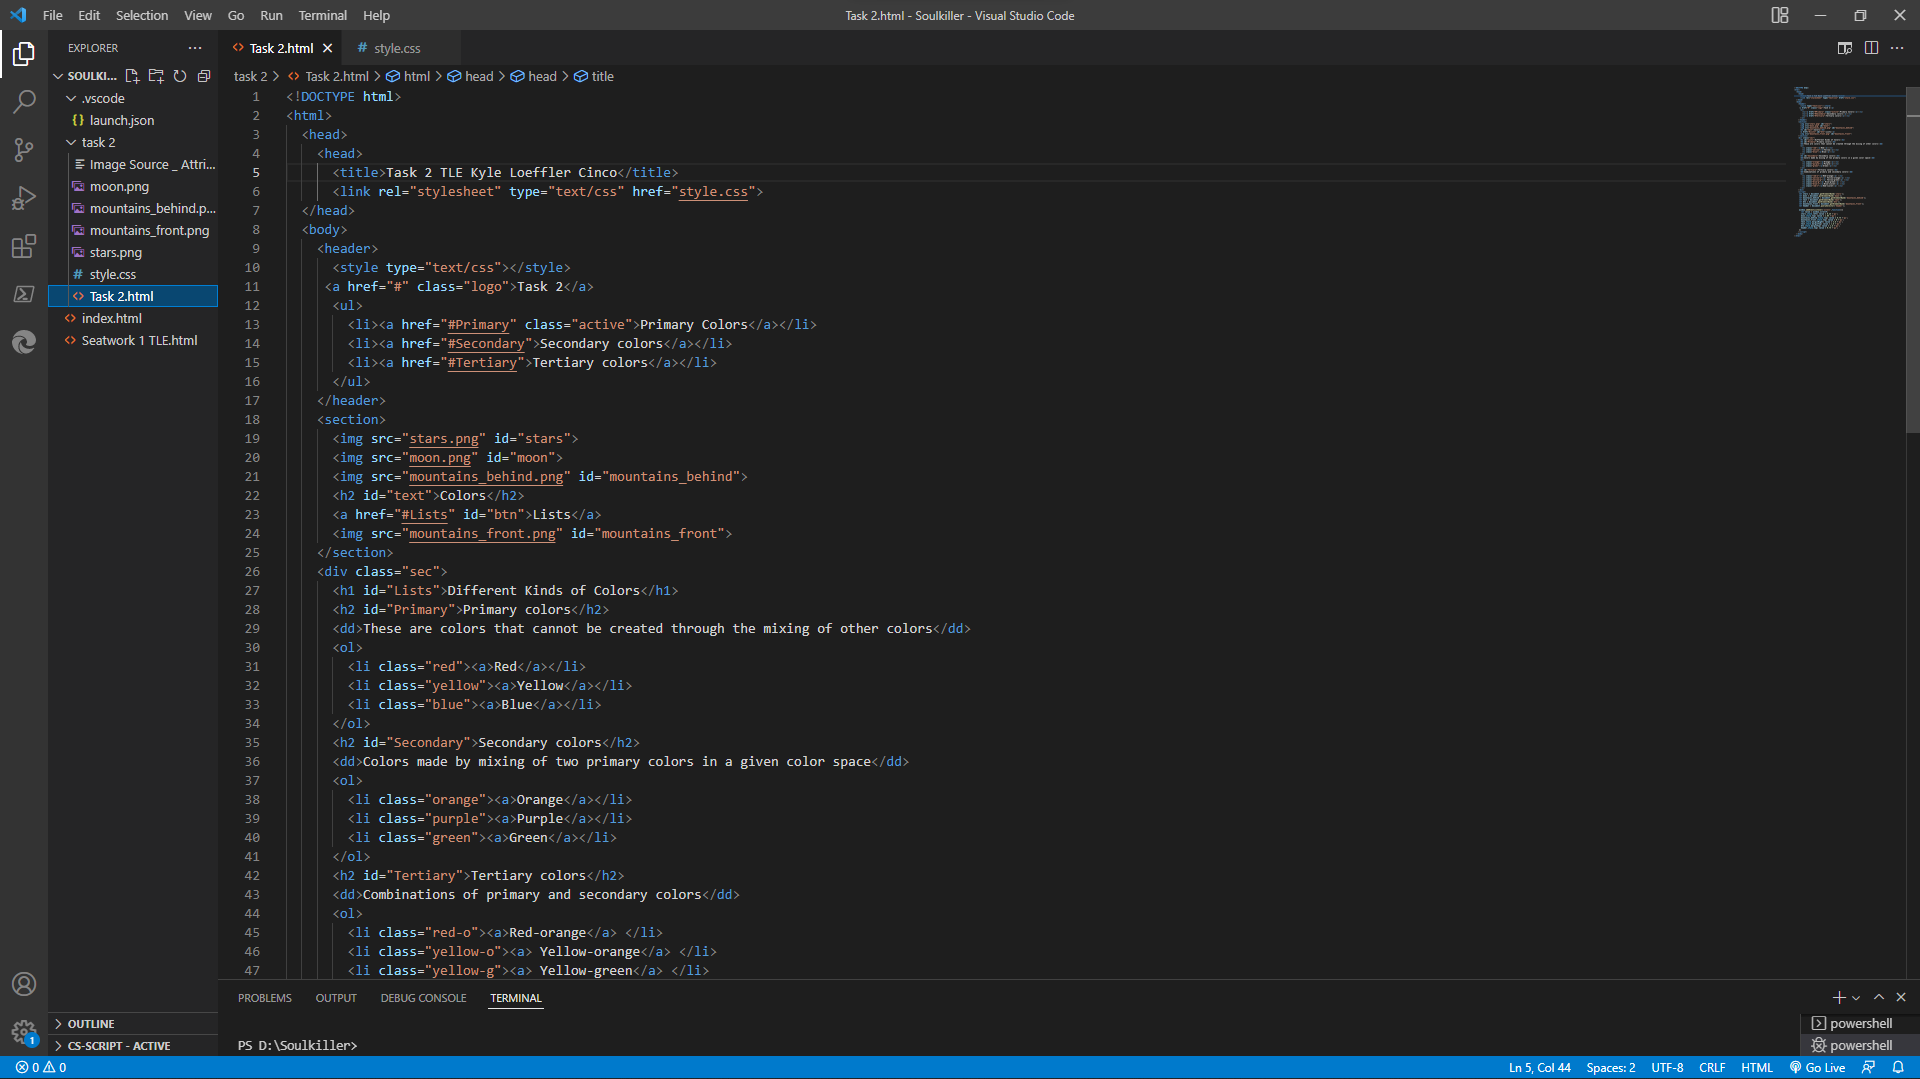 File Edit Selection View Go Run Terminal Help
Task 2.html - Soulkiller - Visual Studio Code
EXPLORER
SOULKI...
.vscode
launch.json
task 2
Image Source _ Attri...
moon.png
mountains_behind.p...
mountains_front.png
stars.png
style.css
Task 2.html
index.html
Seatwork 1 TLE.html
OUTLINE
CS-SCRIPT - ACTIVE
1
Task 2.html
style.css
task 2 > Task 2.html > html > head > head > title
1 <!DOCTYPE html>
2 <html>
3 <head>
4 <head>
5 <title>Task 2 TLE Kyle Loeffler Cinco</title>
6 <link rel="stylesheet" type="text/css" href="style.css">
7 </head>
8 <body>
9 <header>
10 <style type="text/css"></style>
11 <a href="#" class="logo">Task 2</a>
12 <ul>
13 <li><a href="#Primary" class="active">Primary Colors</a></li>
14 <li><a href="#Secondary">Secondary colors</a></li>
15 <li><a href="#Tertiary">Tertiary colors</a></li>
16 </ul>
17 </header>
18 <section>
19 <img src="stars.png" id="stars">
20 <img src="moon.png" id="moon">
21 <img src="mountains_behind.png" id="mountains_behind">
22 <h2 id="text">Colors</h2>
23 <a href="#Lists" id="btn">Lists</a>
24 <img src="mountains_front.png" id="mountains_front">
25 </section>
26 <div class="sec">
27 <h1 id="Lists">Different Kinds of Colors</h1>
28 <h2 id="Primary">Primary colors</h2>
29 <dd>These are colors that cannot be created through the mixing of other colors</dd>
30 <ol>
31 <li class="red"><a>Red</a></li>
32 <li class="yellow"><a>Yellow</a></li>
33 <li class="blue"><a>Blue</a></li>
34 </ol>
35 <h2 id="Secondary">Secondary colors</h2>
36 <dd>Colors made by mixing of two primary colors in a given color space</dd>
37 <ol>
38 <li class="orange"><a>Orange</a></li>
39 <li class="purple"><a>Purple</a></li>
40 <li class="green"><a>Green</a></li>
41 </ol>
42 <h2 id="Tertiary">Tertiary colors</h2>
43 <dd>Combinations of primary and secondary colors</dd>
44 <ol>
45 <li class="red-o"><a>Red-orange</a> </li>
46 <li class="yellow-o"><a> Yellow-orange</a> </li>
47 <li class="yellow-g"><a> Yellow-green</a> </li>
PROBLEMS OUTPUT DEBUG CONSOLE TERMINAL
PS D:\Soulkiller>
powershell
powershell
0 0
Ln 5, Col 44 Spaces: 2 UTF-8 CRLF HTML Go Live